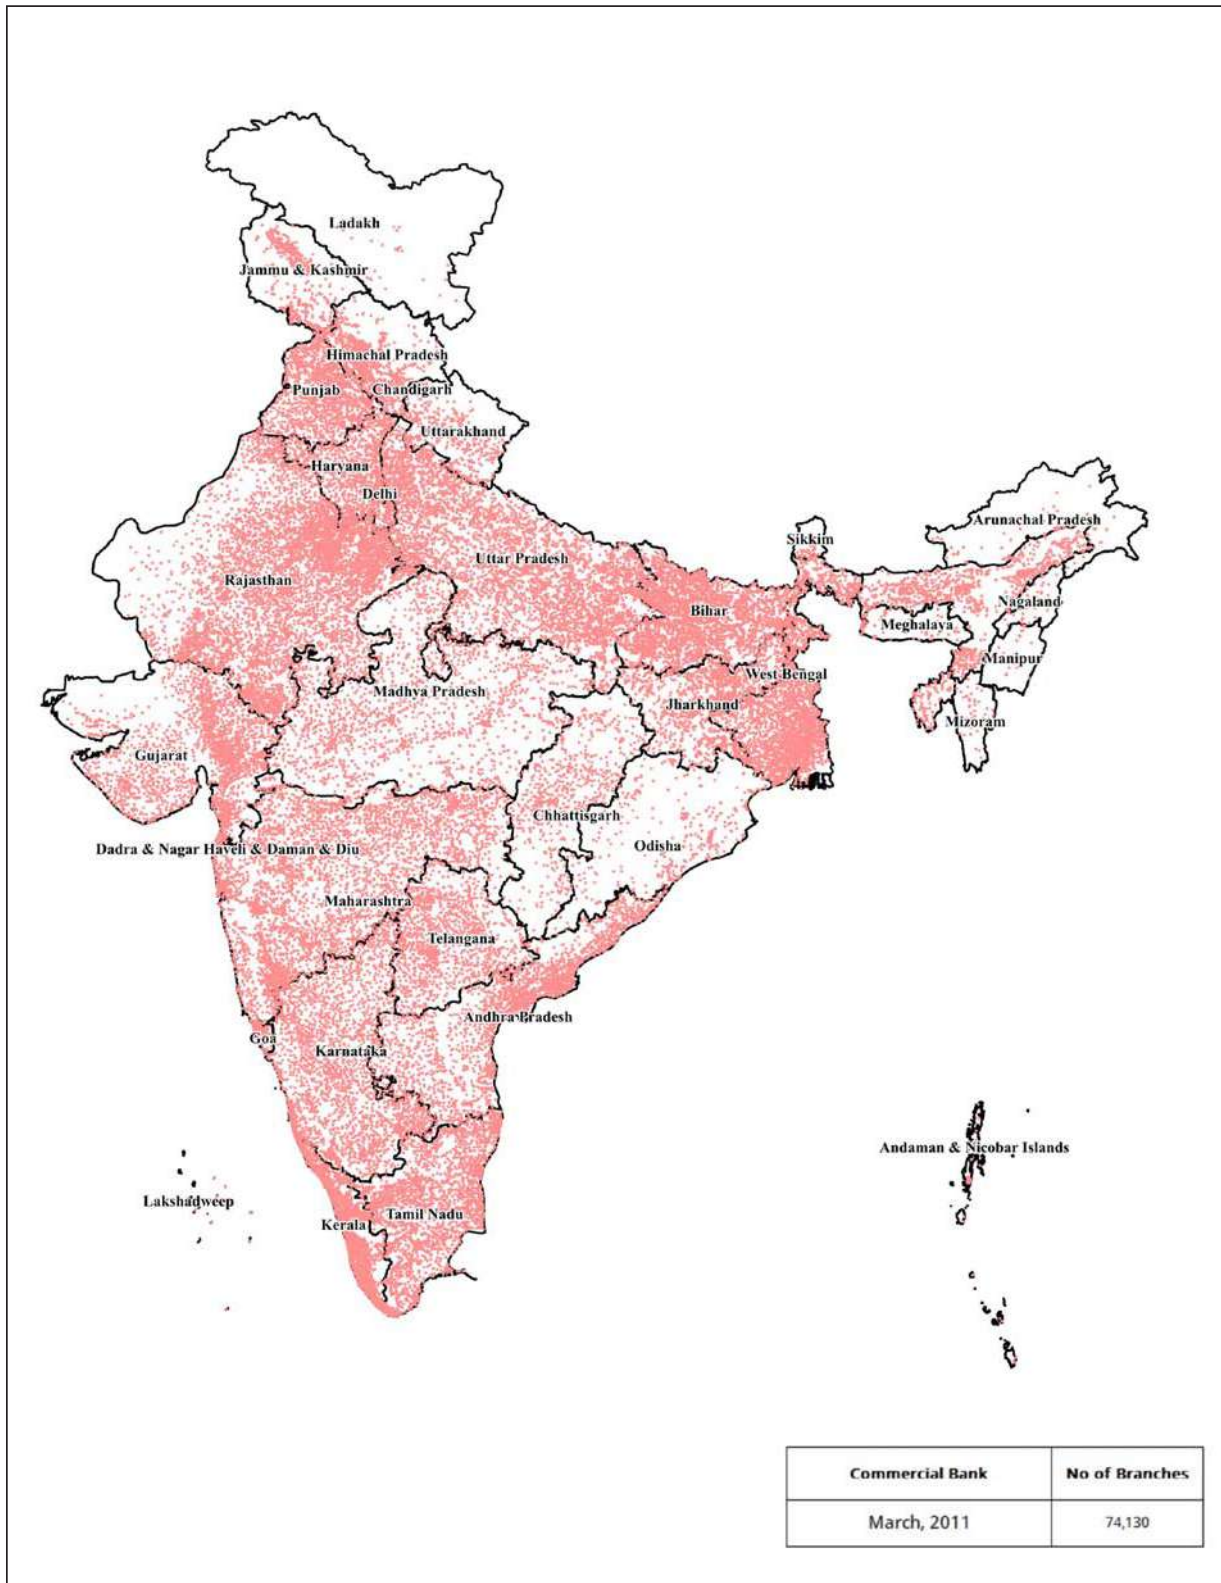 Ladakh
Jammu & Kashmir
Himachal Pradesh
Punjab
Chandigarh
Uttarakhand
Haryana
Delhi
Arunachal Pradesh
Sikkim
Uttar Pradesh
Rajasthan
Nagaland
Bihar
Meghalaya
Manipur
West Bengal
Madhya Pradesh
Jharkhand
Mizoram
Gujarat
Chhattisgarh
Odisha
Dadra & Nagar Haveli & Daman & Diu
Maharashtra
Telangana
Andhra Pradesh
Goa
Karnataka
Andaman & Nicobar Islands
Lakshadweep
Tamil Nadu
Kerala
Commercial Bank No of Branches
March, 2011 74,130